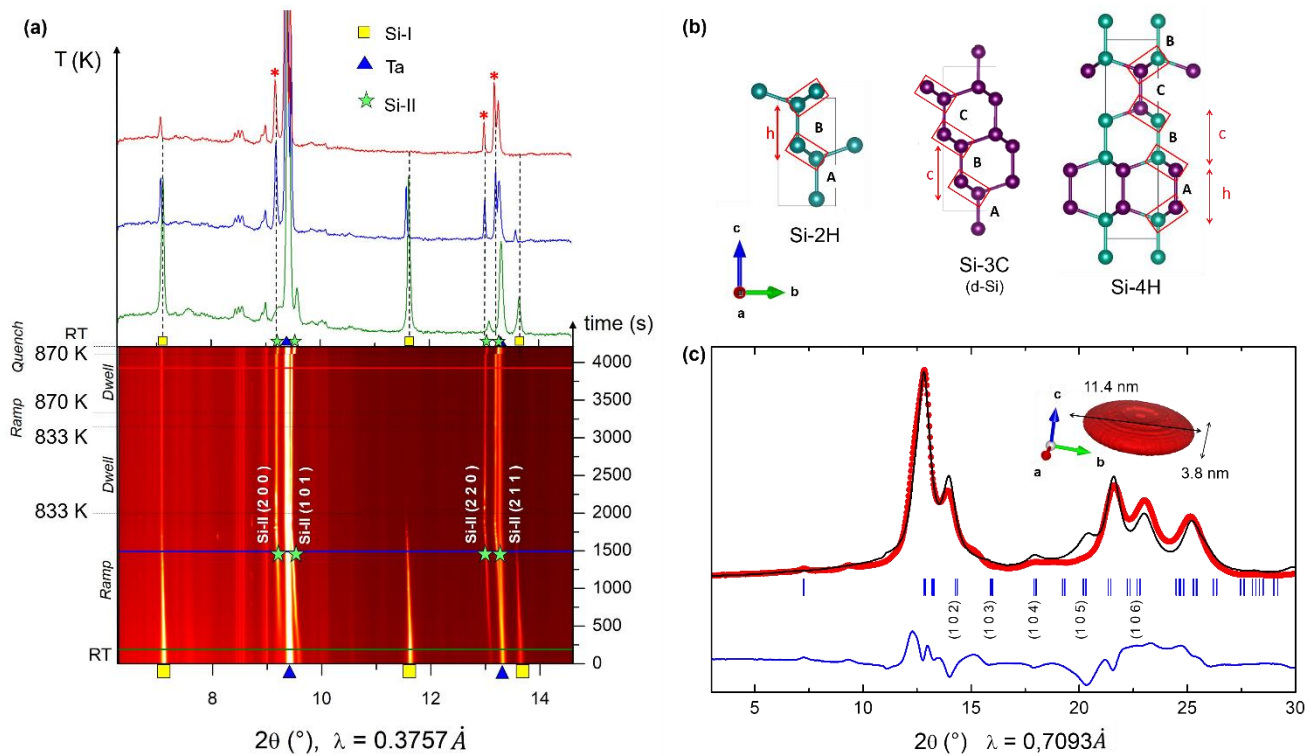 (a)
T (K)
Si-I
Ta
Si-II
*
*
*
RT
time (s)
Quench
870 K
Dwell
870 K
Ramp
833 K
Dwell
833 K
Ramp
RT
4000
3500
3000
2500
2000
1500
1000
500
0
Si-II (2 0 0 )
Si-II (1 0 1)
Si-II (2 2 0 )
Si-II (2 1 1)
8 10 12 14
2θ (°), λ = 0.3757Å
(b)
h
B
A
Si-2H
c
b
a
C
B
c
A
Si-3C
(d-Si)
B
C
B
c
A
h
Si-4H
(c)
5 10 15 20 25 30
11.4 nm
3.8 nm
c
b
a
(1 0 2)
(1 0 3)
(1 0 4)
(1 0 5)
(1 0 6)
2θ (°) λ = 0,7093Å